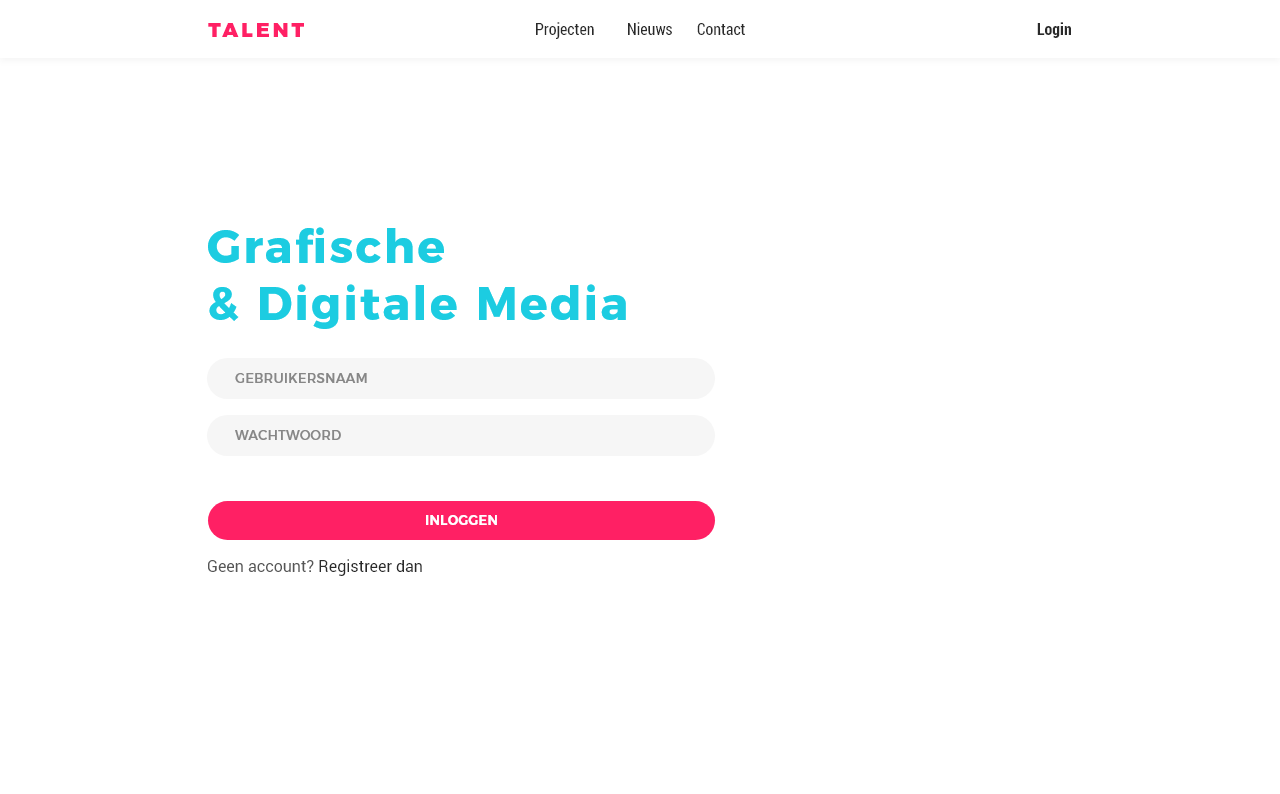 TALENT Projecten Nieuws Contact Login
Grafische
& Digitale Media
GEBRUIKERSNAAM
WACHTWOORD
INLOGGEN
Geen account? Registreer dan